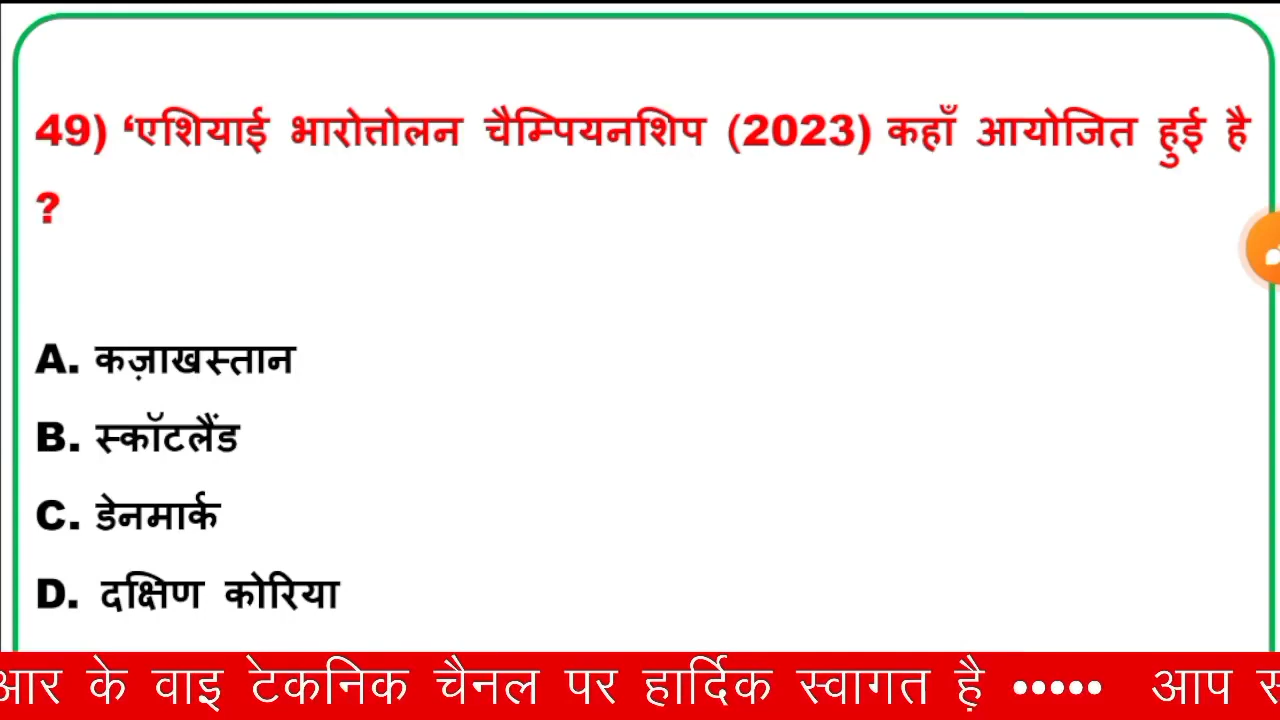 49) ‘एशियाई भारोत्तोलन चैम्पियनशिप (2023) कहाँ आयोजित हुई है
?
A. कज़ाखस्तान
B. स्कॉटलैंड
C. डेनमार्क
D. दक्षिण कोरिया
आर के वाइ टेकनिक चैनल पर हार्दिक स्वागत है़ ••••• आप